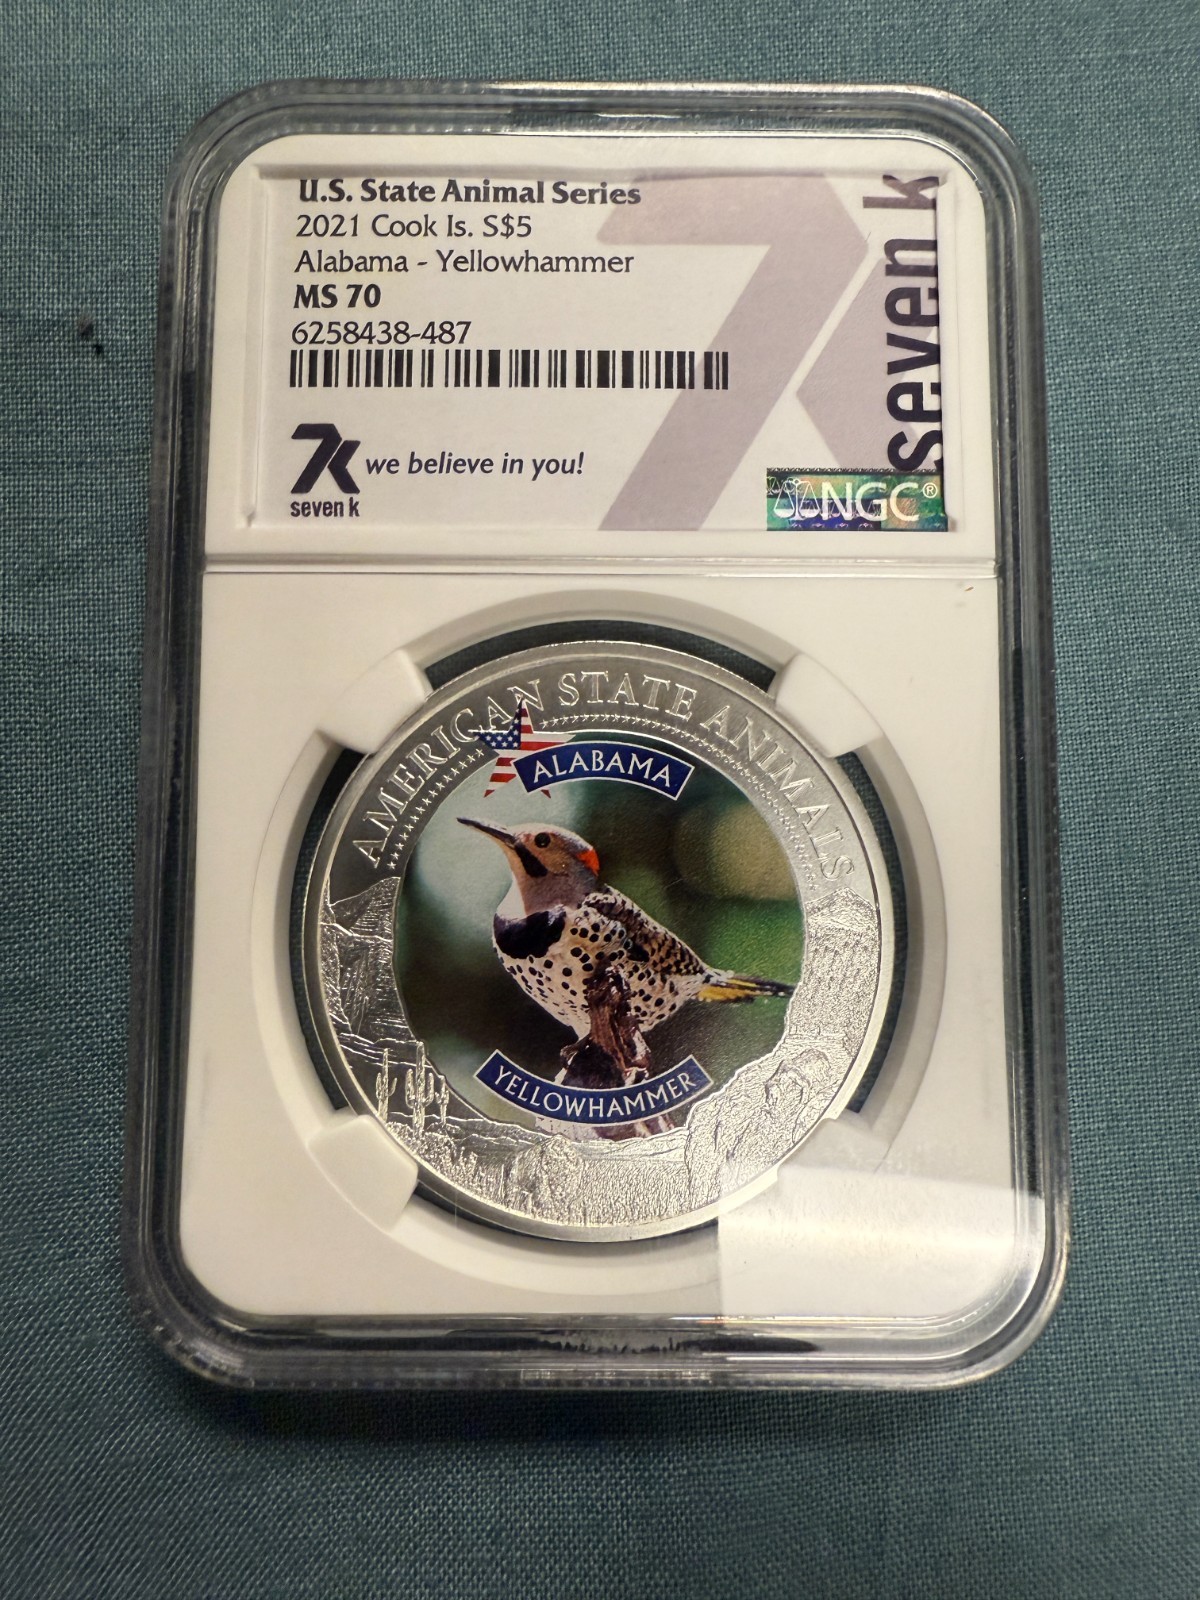 U.S. State Animal Series
2021 Cook Is. S$5
Alabama - Yellowhammer
MS 70
6258438-487
7k
seven k
we believe in you!
seven k
NGC®
AMERICAN STATE ANIMALS
ALABAMA
YELLOWHAMMER